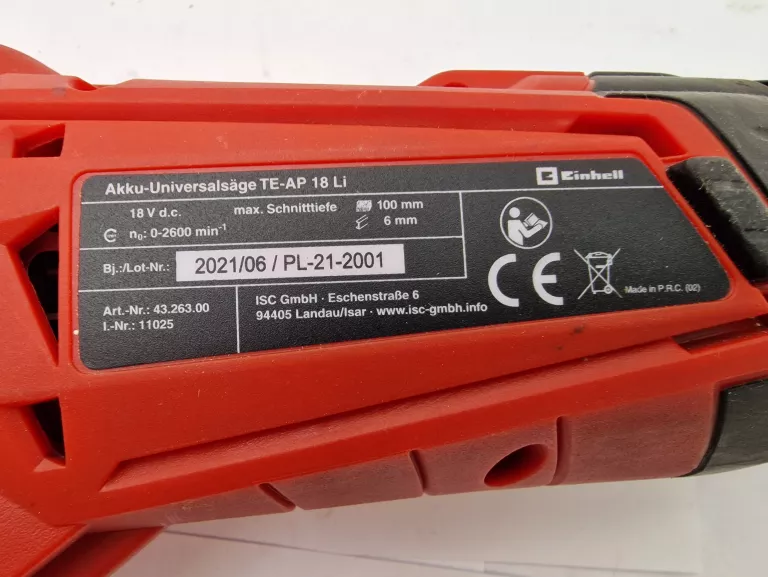 Akku-Universalsäge TE-AP 18 Li
Einhell
18 V d.c. max. Schnitttiefe 100 mm
n₀: 0-2600 min⁻¹ 6 mm
Bj.:/Lot-Nr.: 2021/06 / PL-21-2001
Art.-Nr.: 43.263.00
I.-Nr.: 11025
ISC GmbH · Eschenstraße 6
94405 Landau/Isar · www.isc-gmbh.info
CE
Made in P.R.C. (02)